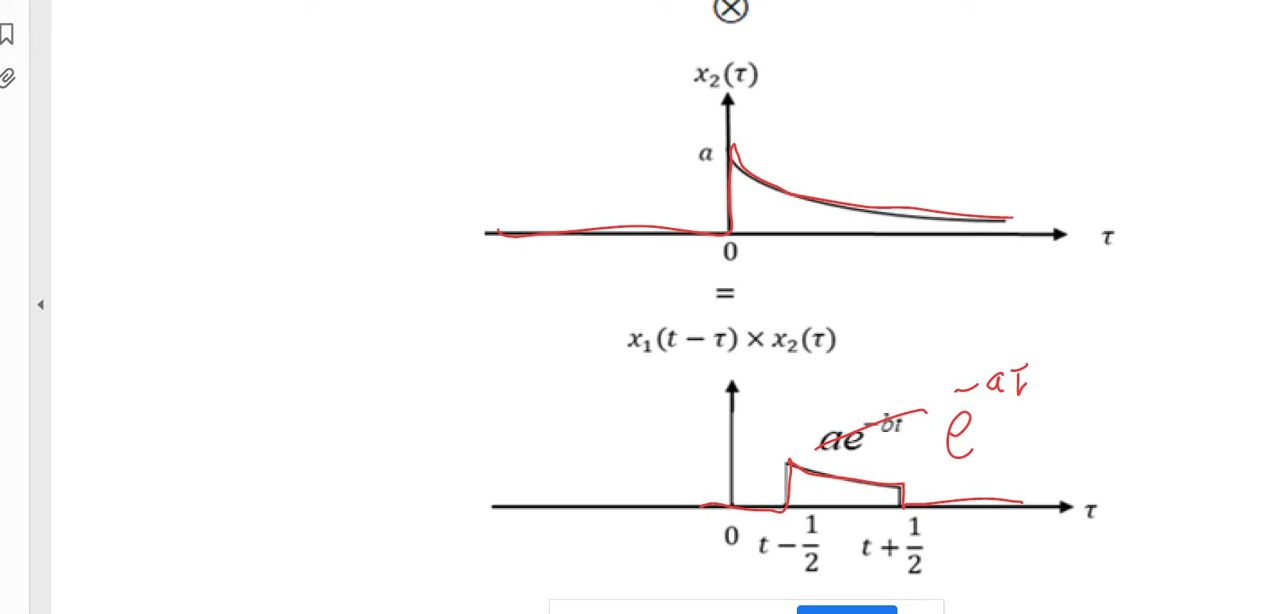 x₂(τ)
a
0
τ
=
x₁(t − τ) × x₂(τ)
ae⁻ᵇᵗ
e^{-aτ}
0
t − 1/2
t + 1/2
τ